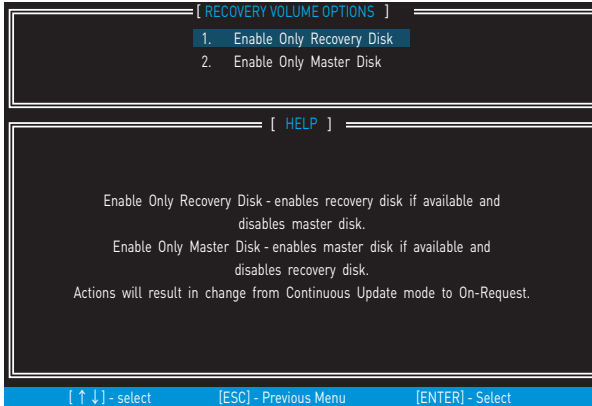 [ RECOVERY VOLUME OPTIONS ]
1. Enable Only Recovery Disk
2. Enable Only Master Disk
[ HELP ]
Enable Only Recovery Disk - enables recovery disk if available and
disables master disk.
Enable Only Master Disk - enables master disk if available and
disables recovery disk.
Actions will result in change from Continuous Update mode to On-Request.
[ ↑↓] - select [ESC] - Previous Menu [ENTER] - Select